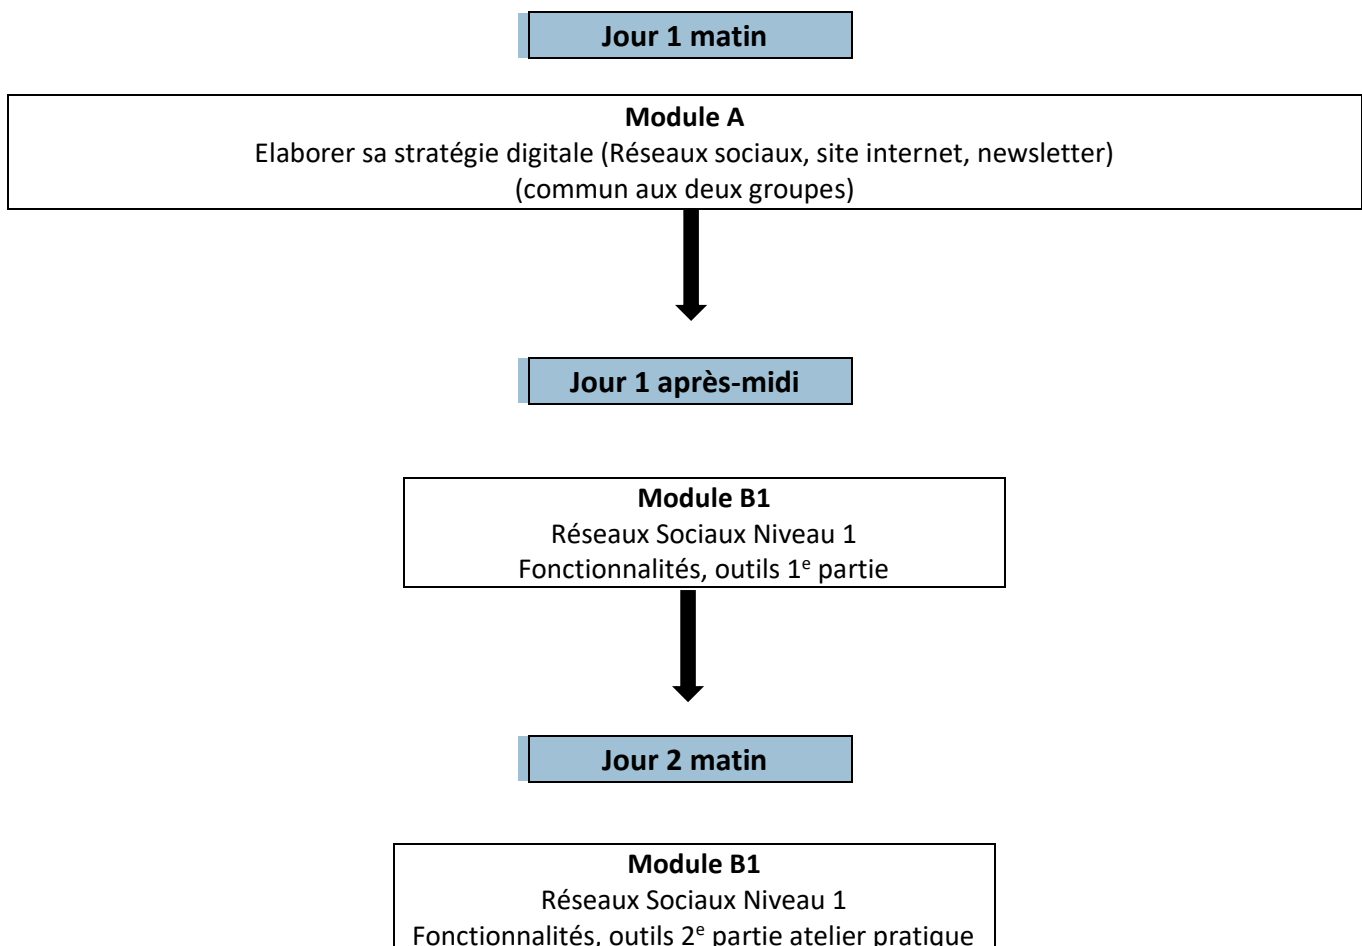 Jour 1 matin
Module A
Elaborer sa stratégie digitale (Réseaux sociaux, site internet, newsletter)
(commun aux deux groupes)
Jour 1 après-midi
Module B1
Réseaux Sociaux Niveau 1
Fonctionnalités, outils 1e partie
Jour 2 matin
Module B1
Réseaux Sociaux Niveau 1
Fonctionnalités, outils 2e partie atelier pratique